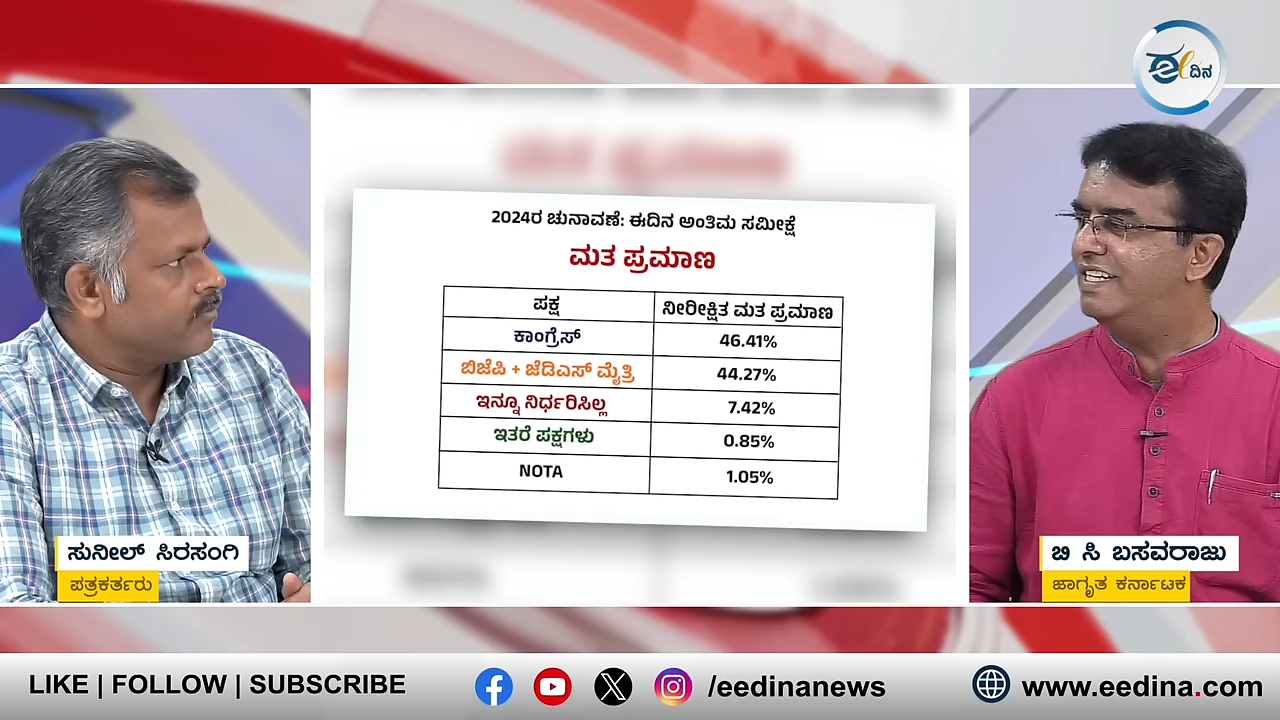 ಈದಿನ
2024ರ ಚುನಾವಣೆ: ಈದಿನ ಅಂತಿಮ ಸಮೀಕ್ಷೆ
ಮತ ಪ್ರಮಾಣ
ಪಕ್ಷ ನೀರೀಕ್ಷಿತ ಮತ ಪ್ರಮಾಣ
ಕಾಂಗ್ರೆಸ್ 46.41%
ಬಿಜೆಪಿ + ಜೆಡಿಎಸ್ ಮೈತ್ರಿ 44.27%
ಇನ್ನೂ ನಿರ್ಧರಿಸಿಲ್ಲ 7.42%
ಇತರೆ ಪಕ್ಷಗಳು 0.85%
NOTA 1.05%
ಸುನೀಲ್ ಸಿರಸಂಗಿ
ಪತ್ರಕರ್ತರು
ಬಿ ಸಿ ಬಸವರಾಜು
ಜಾಗೃತ ಕರ್ನಾಟಕ
LIKE | FOLLOW | SUBSCRIBE
/eedinanews
www.eedina.com